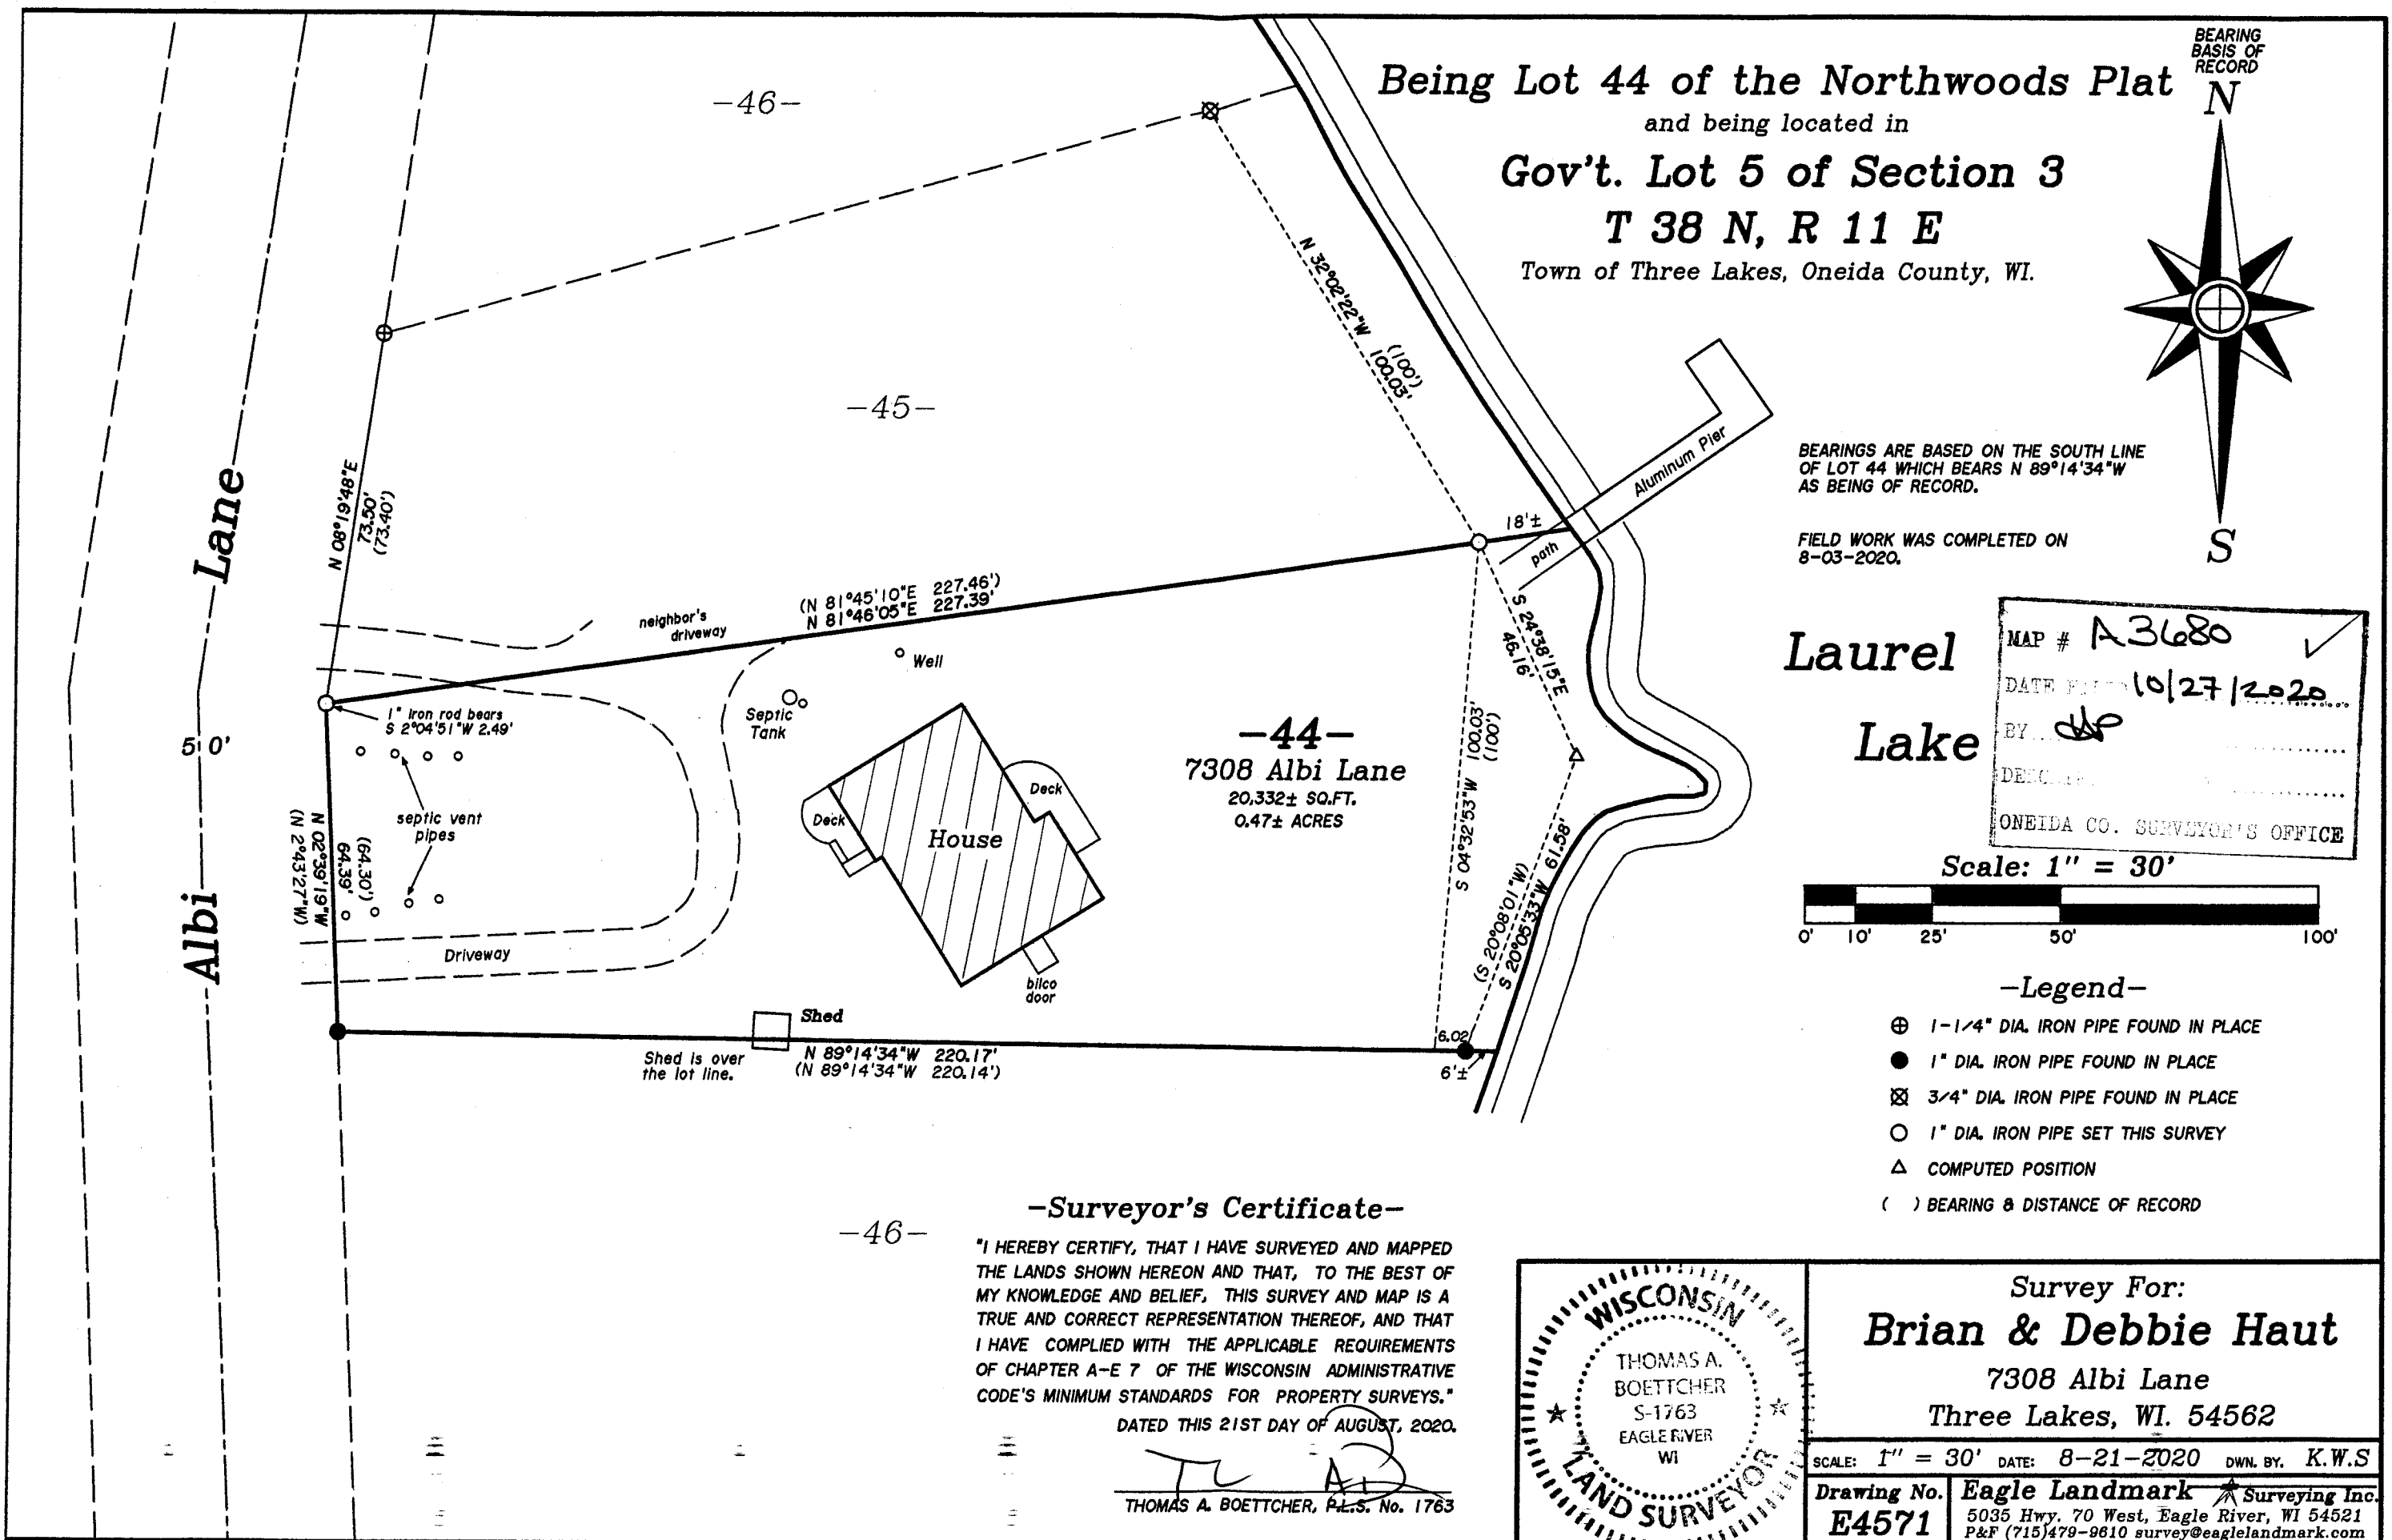 Being Lot 44 of the Northwoods Plat
and being located in
Gov't. Lot 5 of Section 3
T 38 N, R 11 E
Town of Three Lakes, Oneida County, WI.
BEARING
BASIS OF
RECORD
N
S
-46-
-45-
N 32°02'22"W
(100')
100.03'
Aluminum Pier
path
18'±
BEARINGS ARE BASED ON THE SOUTH LINE
OF LOT 44 WHICH BEARS N 89°14'34"W
AS BEING OF RECORD.
FIELD WORK WAS COMPLETED ON
8-03-2020.
Albi Lane
50'
N 08°19'48"E
73.50'
(73.40')
neighbor's
driveway
(N 81°45'10"E 227.46')
N 81°46'05"E 227.39'
Well
1" Iron rod bears
S 2°04'51"W 2.49'
Septic
Tank
septic vent
pipes
(64.30')
64.39'
N 02°39'19"W
(N 2°43'27"W)
Driveway
Deck
House
Deck
bilco
door
-44-
7308 Albi Lane
20,332± SQ.FT.
0.47± ACRES
S 24°38'15"E
46.16'
S 04°32'53"W 100.03'
(100')
(S 20°08'01"W)
S 20°05'33"W 61.58'
6.02'
6'±
Shed
Shed is over
the lot line.
N 89°14'34"W 220.17'
(N 89°14'34"W 220.14')
Laurel
Lake
MAP # A3680
DATE 10/27/2020
BY
ONEIDA CO. SURVEYOR'S OFFICE
Scale: 1" = 30'
0' 10' 25' 50' 100'
-Legend-
1-1/4" DIA. IRON PIPE FOUND IN PLACE
1" DIA. IRON PIPE FOUND IN PLACE
3/4" DIA. IRON PIPE FOUND IN PLACE
1" DIA. IRON PIPE SET THIS SURVEY
COMPUTED POSITION
( ) BEARING & DISTANCE OF RECORD
-46-
-Surveyor's Certificate-
"I HEREBY CERTIFY, THAT I HAVE SURVEYED AND MAPPED
THE LANDS SHOWN HEREON AND THAT, TO THE BEST OF
MY KNOWLEDGE AND BELIEF, THIS SURVEY AND MAP IS A
TRUE AND CORRECT REPRESENTATION THEREOF, AND THAT
I HAVE COMPLIED WITH THE APPLICABLE REQUIREMENTS
OF CHAPTER A-E 7 OF THE WISCONSIN ADMINISTRATIVE
CODE'S MINIMUM STANDARDS FOR PROPERTY SURVEYS."
DATED THIS 21ST DAY OF AUGUST, 2020.
THOMAS A. BOETTCHER, P.L.S. No. 1763
WISCONSIN
THOMAS A.
BOETTCHER
S-1763
EAGLE RIVER
WI
LAND SURVEYOR
Survey For:
Brian & Debbie Haut
7308 Albi Lane
Three Lakes, WI. 54562
SCALE: 1" = 30' DATE: 8-21-2020 DWN. BY. K.W.S
Drawing No.
E4571
Eagle Landmark Surveying Inc.
5035 Hwy. 70 West, Eagle River, WI 54521
P&F (715)479-9610 survey@eaglelandmark.com